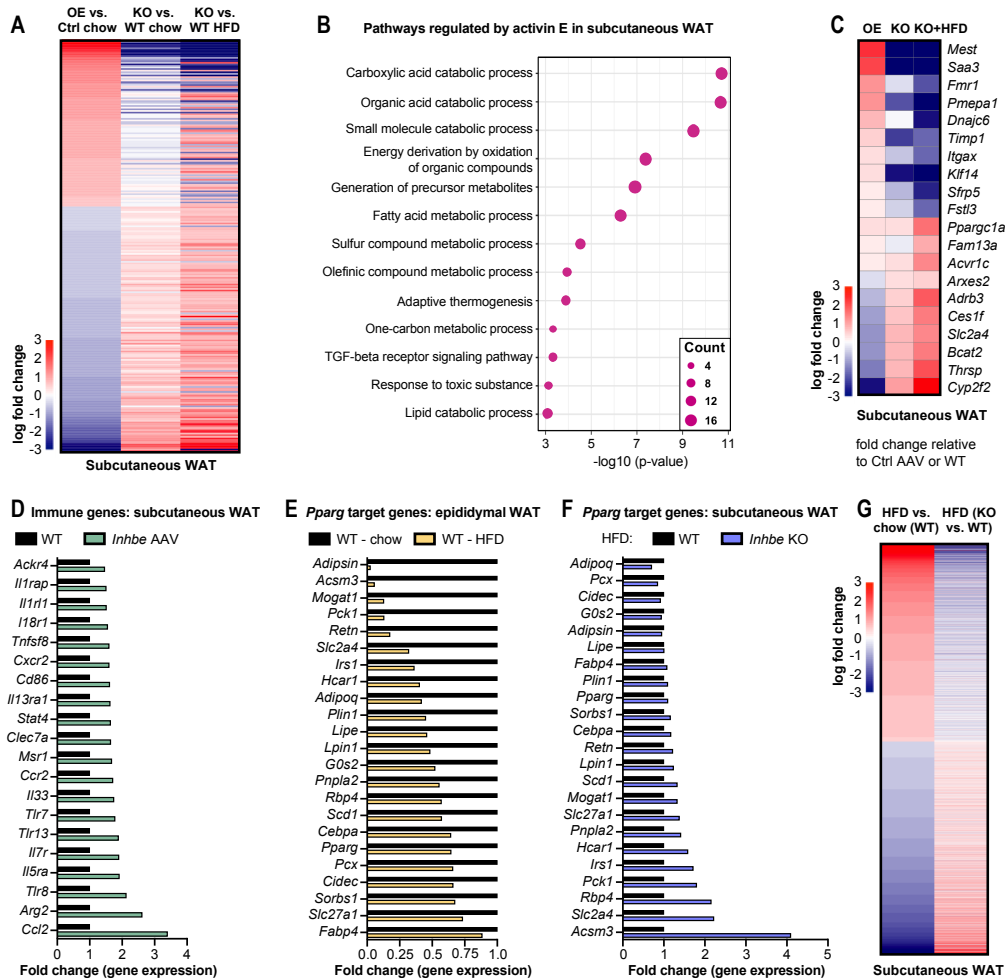 A
OE vs. KO vs. KO vs.
Ctrl chow WT chow WT HFD
log fold change
3
2
1
0
-1
-2
-3
Subcutaneous WAT
B
Pathways regulated by activin E in subcutaneous WAT
Carboxylic acid catabolic process
Organic acid catabolic process
Small molecule catabolic process
Energy derivation by oxidation
of organic compounds
Generation of precursor metabolites
Fatty acid metabolic process
Sulfur compound metabolic process
Olefinic compound metabolic process
Adaptive thermogenesis
One-carbon metabolic process
TGF-beta receptor signaling pathway
Response to toxic substance
Lipid catabolic process
Count
4
8
12
16
3 5 7 9 11
-log10 (p-value)
C
OE KO KO+HFD
Mest
Saa3
Fmr1
Pmepa1
Dnajc6
Timp1
Itgax
Klf14
Sfrp5
Fstl3
Ppargc1a
Fam13a
Acvr1c
Arxes2
Adrb3
Ces1f
Slc2a4
Bcat2
Thrsp
Cyp2f2
log fold change
3
2
1
0
-1
-2
-3
Subcutaneous WAT
fold change relative
to Ctrl AAV or WT
D
Immune genes: subcutaneous WAT
WT Inhbe AAV
Ackr4
Il1rap
Il1rl1
I18r1
Tnfsf8
Cxcr2
Cd86
Il13ra1
Stat4
Clec7a
Msr1
Ccr2
Il33
Tlr7
Tlr13
Il7r
Il5ra
Tlr8
Arg2
Ccl2
0 1 2 3 4
Fold change (gene expression)
E
Pparg target genes: epididymal WAT
WT - chow WT - HFD
Adipsin
Acsm3
Mogat1
Pck1
Retn
Slc2a4
Irs1
Hcar1
Adipoq
Plin1
Lipe
Lpin1
G0s2
Pnpla2
Rbp4
Scd1
Cebpa
Pparg
Pcx
Cidec
Sorbs1
Slc27a1
Fabp4
0 0.25 0.5 0.75 1.0
Fold change (gene expression)
F
Pparg target genes: subcutaneous WAT
HFD: WT Inhbe KO
Adipoq
Pcx
Cidec
G0s2
Adipsin
Lipe
Fabp4
Plin1
Pparg
Sorbs1
Cebpa
Retn
Lpin1
Scd1
Mogat1
Slc27a1
Pnpla2
Hcar1
Irs1
Pck1
Rbp4
Slc2a4
Acsm3
0 1 2 3 4 5
Fold change (gene expression)
G
HFD vs. HFD (KO
chow (WT) vs. WT)
log fold change
3
2
1
0
-1
-2
-3
Subcutaneous WAT